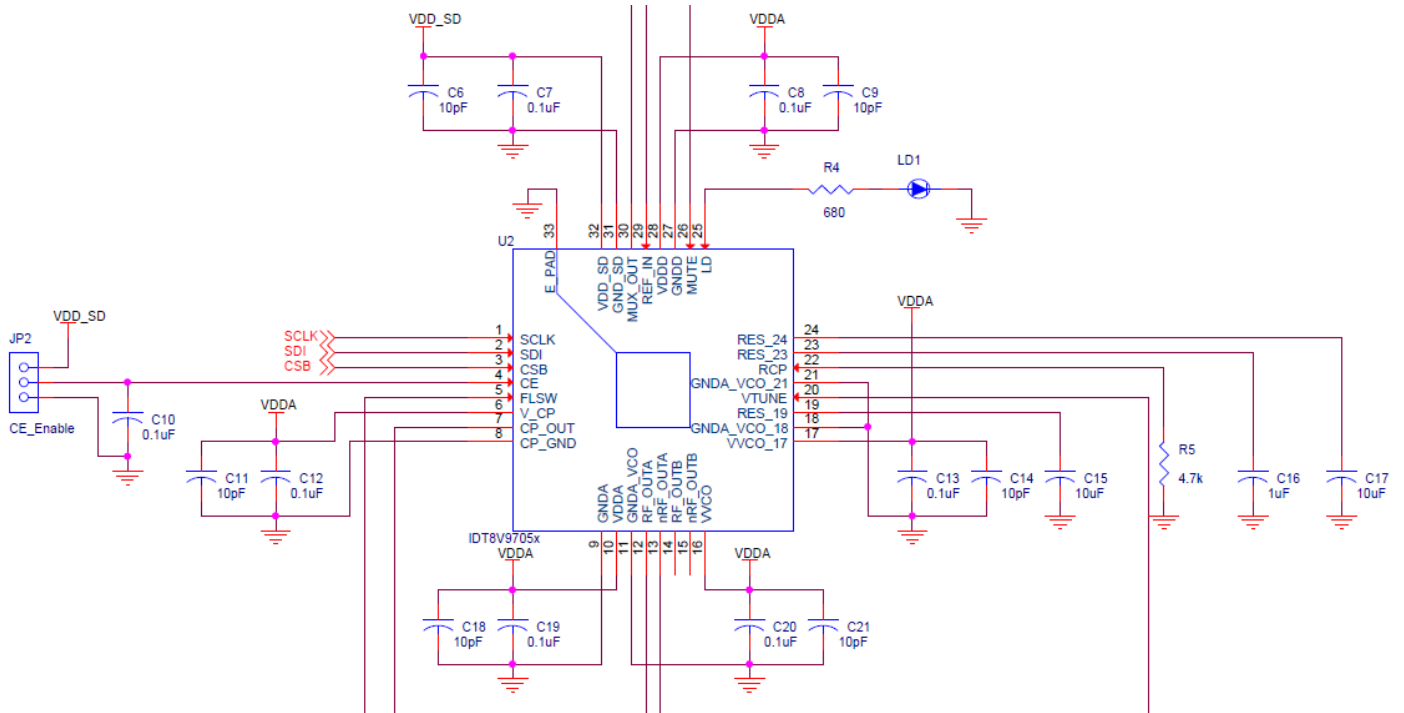 VDD_SD
VDDA
C6
10pF
C7
0.1uF
C8
0.1uF
C9
10pF
R4
680
LD1
U2
33
32
31
30
29
28
27
26
25
E_PAD
VDD_SD
GND_SD
MUX_OUT
REF_IN
VDDD
GNDD
MUTE
LD
JP2
VDD_SD
CE_Enable
C10
0.1uF
SCLK
SDI
CSB
1
2
3
4
5
6
7
8
SCLK
SDI
CSB
CE
FLSW
V_CP
CP_OUT
CP_GND
VDDA
C11
10pF
C12
0.1uF
RES_24
RES_23
RCP
GNDA_VCO_21
VTUNE
RES_19
GNDA_VCO_18
VVCO_17
24
23
22
21
20
19
18
17
VDDA
C13
0.1uF
C14
10pF
C15
10uF
R5
4.7k
C16
1uF
C17
10uF
GNDA
VDDA
GNDA_VCO
RF_OUTA
nRF_OUTA
RF_OUTB
nRF_OUTB
VVCO
IDT8V9705x
9
10
11
12
13
14
15
16
VDDA
C18
10pF
C19
0.1uF
VDDA
C20
0.1uF
C21
10pF